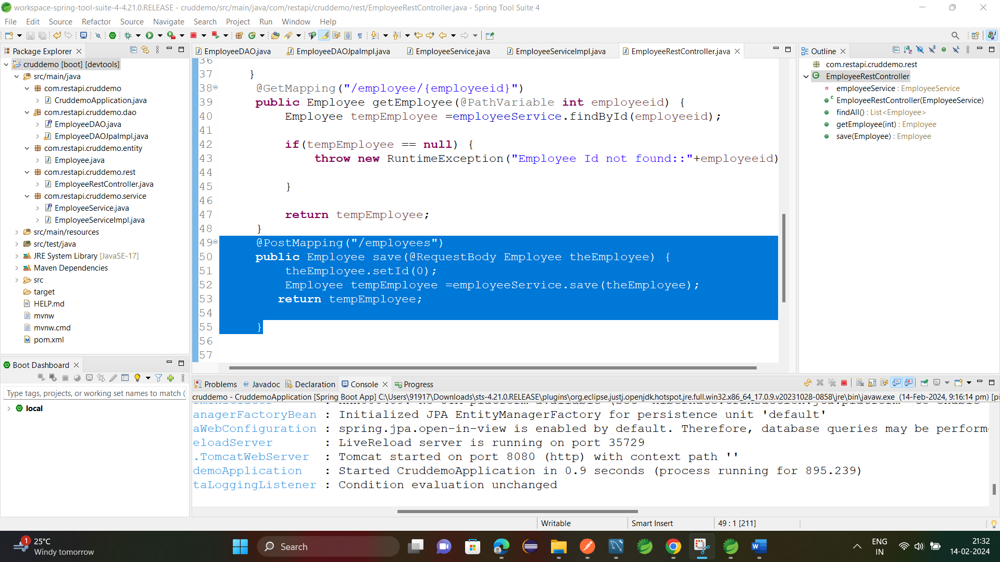 workspace-spring-tool-suite-4-4.21.0.RELEASE - cruddemo/src/main/java/com/restapi/cruddemo/rest/EmployeeRestController.java - Spring Tool Suite 4
File Edit Source Refactor Source Navigate Search Project Run Window Help
Package Explorer
cruddemo [boot] [devtools]
src/main/java
com.restapi.cruddemo
CruddemoApplication.java
com.restapi.cruddemo.dao
EmployeeDAO.java
EmployeeDAOJpaImpl.java
com.restapi.cruddemo.entity
Employee.java
com.restapi.cruddemo.rest
EmployeeRestController.java
com.restapi.cruddemo.service
EmployeeService.java
EmployeeServiceImpl.java
src/main/resources
src/test/java
JRE System Library [JavaSE-17]
Maven Dependencies
src
target
HELP.md
mvnw
mvnw.cmd
pom.xml
Boot Dashboard
Type tags, projects, or working set names to match (
local
EmployeeDAO.java EmployeeDAOJpaImpl.java EmployeeService.java EmployeeServiceImpl.java EmployeeRestController.java
36
37 }
38 @GetMapping("/employee/{employeeid}")
39 public Employee getEmployee(@PathVariable int employeeid) {
40 Employee tempEmployee =employeeService.findById(employeeid);
41
42 if(tempEmployee == null) {
43 throw new RuntimeException("Employee Id not found::"+employeeid)
44
45 }
46
47 return tempEmployee;
48 }
49 @PostMapping("/employees")
50 public Employee save(@RequestBody Employee theEmployee) {
51 theEmployee.setId(0);
52 Employee tempEmployee =employeeService.save(theEmployee);
53 return tempEmployee;
54
55 }
56
57
Outline
com.restapi.cruddemo.rest
EmployeeRestController
employeeService : EmployeeService
EmployeeRestController(EmployeeService)
findAll() : List<Employee>
getEmployee(int) : Employee
save(Employee) : Employee
Problems Javadoc Declaration Console Progress
cruddemo - CruddemoApplication [Spring Boot App] C:\Users\91917\Downloads\sts-4.21.0.RELEASE\plugins\org.eclipse.justj.openjdk.hotspot.jre.full.win32.x86_64_17.0.9.v20231028-0858\jre\bin\javaw.exe (14-Feb-2024, 9:16:14 pm) [pi
anagerFactoryBean : Initialized JPA EntityManagerFactory for persistence unit 'default'
aWebConfiguration : spring.jpa.open-in-view is enabled by default. Therefore, database queries may be perform
eloadServer : LiveReload server is running on port 35729
.TomcatWebServer : Tomcat started on port 8080 (http) with context path ''
demoApplication : Started CruddemoApplication in 0.9 seconds (process running for 895.239)
taLoggingListener : Condition evaluation unchanged
Writable Smart Insert 49 : 1 [211]
1
25°C
Windy tomorrow
Search
ENG
IN
21:32
14-02-2024